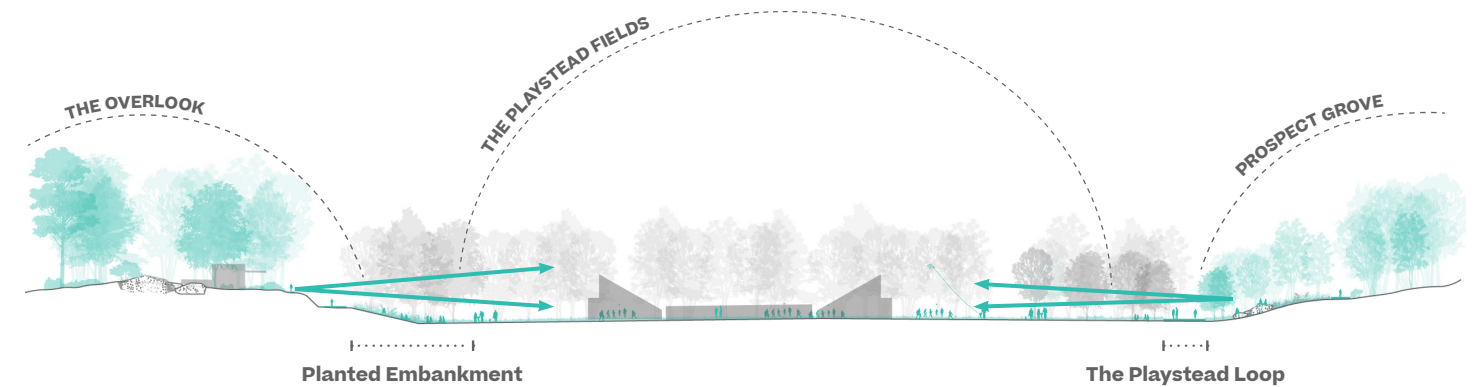 THE OVERLOOK
THE PLAYSTEAD FIELDS
PROSPECT GROVE
Planted Embankment
The Playstead Loop